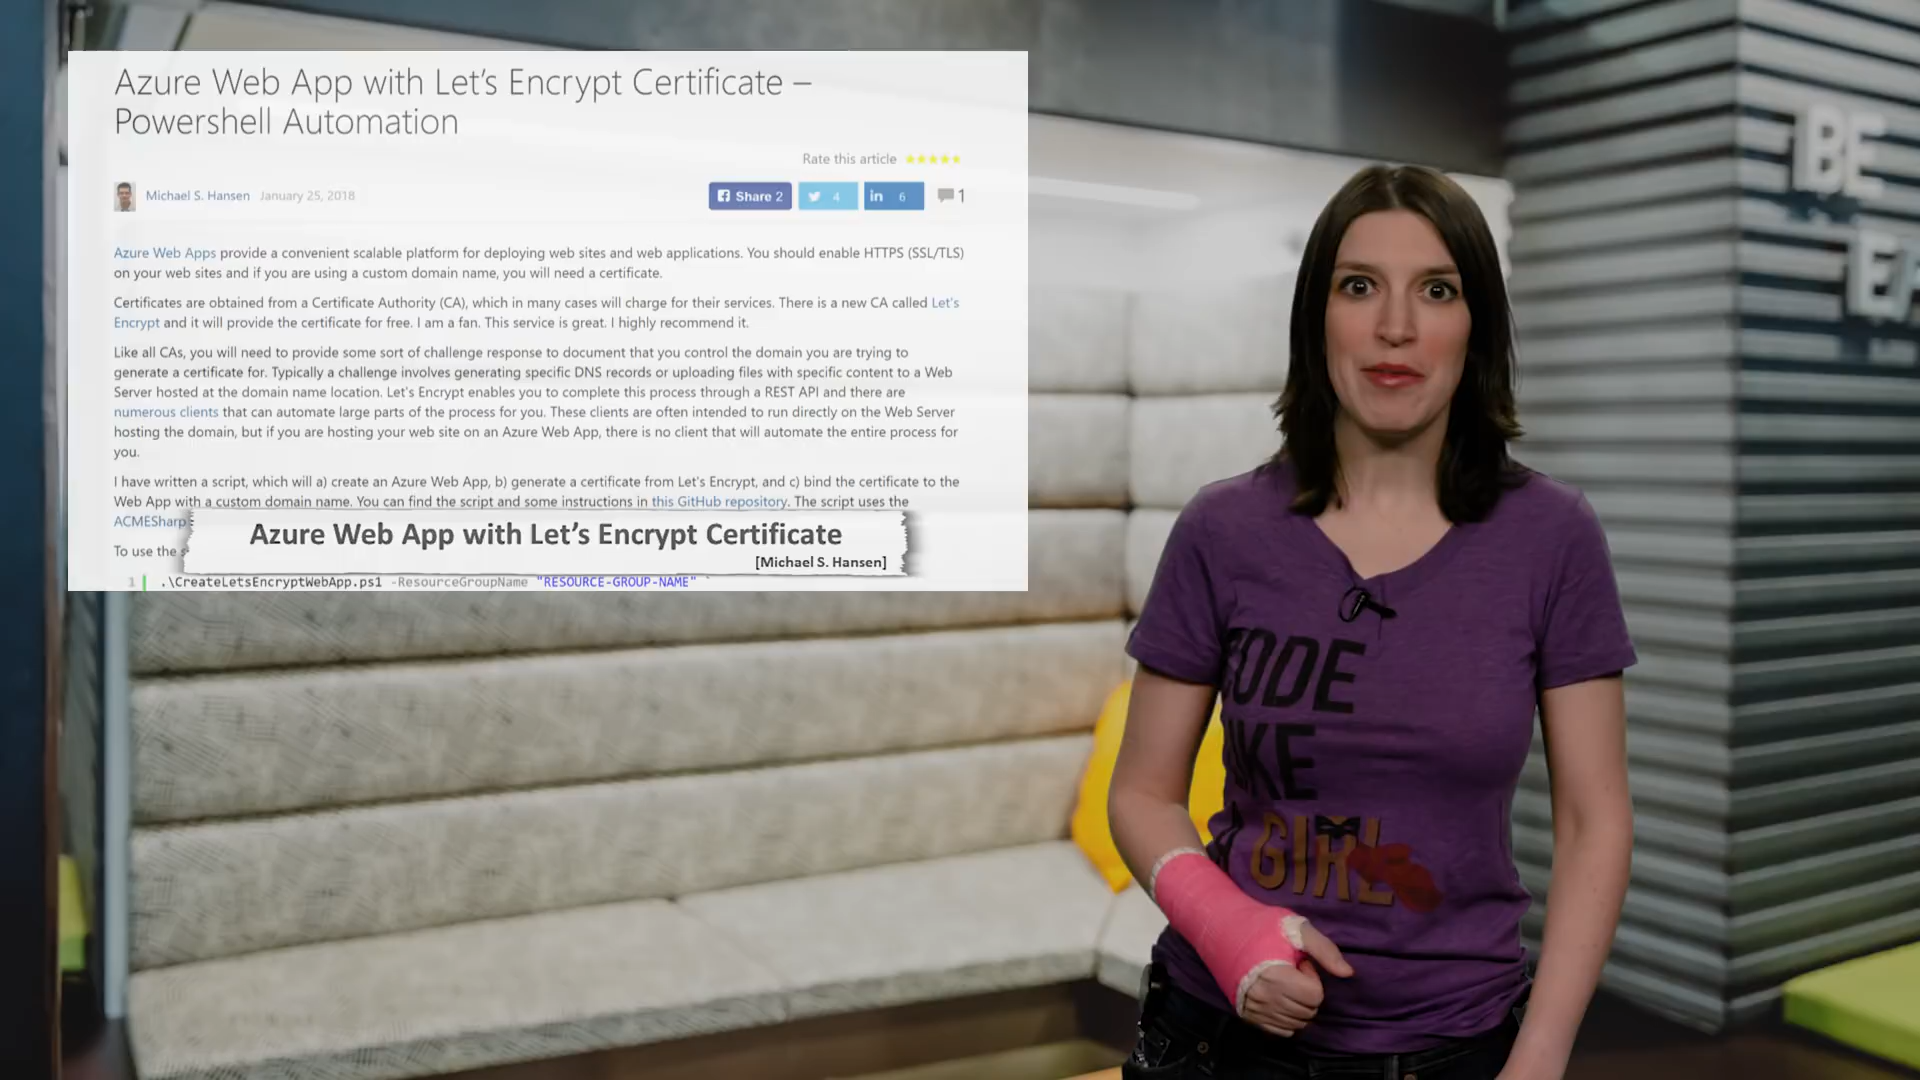 Azure Web App with Let's Encrypt Certificate –
Powershell Automation
Rate this article
Michael S. Hansen January 25, 2018
Share 2
4
in 6
1
Azure Web Apps provide a convenient scalable platform for deploying web sites and web applications. You should enable HTTPS (SSL/TLS)
on your web sites and if you are using a custom domain name, you will need a certificate.
Certificates are obtained from a Certificate Authority (CA), which in many cases will charge for their services. There is a new CA called Let's
Encrypt and it will provide the certificate for free. I am a fan. This service is great. I highly recommend it.
Like all CAs, you will need to provide some sort of challenge response to document that you control the domain you are trying to
generate a certificate for. Typically a challenge involves generating specific DNS records or uploading files with specific content to a Web
Server hosted at the domain name location. Let's Encrypt enables you to complete this process through a REST API and there are
numerous clients that can automate large parts of the process for you. These clients are often intended to run directly on the Web Server
hosting the domain, but if you are hosting your web site on an Azure Web App, there is no client that will automate the entire process for
you.
I have written a script, which will a) create an Azure Web App, b) generate a certificate from Let's Encrypt, and c) bind the certificate to the
Web App with a custom domain name. You can find the script and some instructions in this GitHub repository. The script uses the
ACMESharp
To use the s
1 .\CreateLetsEncryptWebApp.ps1 -ResourceGroupName "RESOURCE-GROUP-NAME" `
Azure Web App with Let's Encrypt Certificate
[Michael S. Hansen]
BE
CODE
LIKE
A GIRL